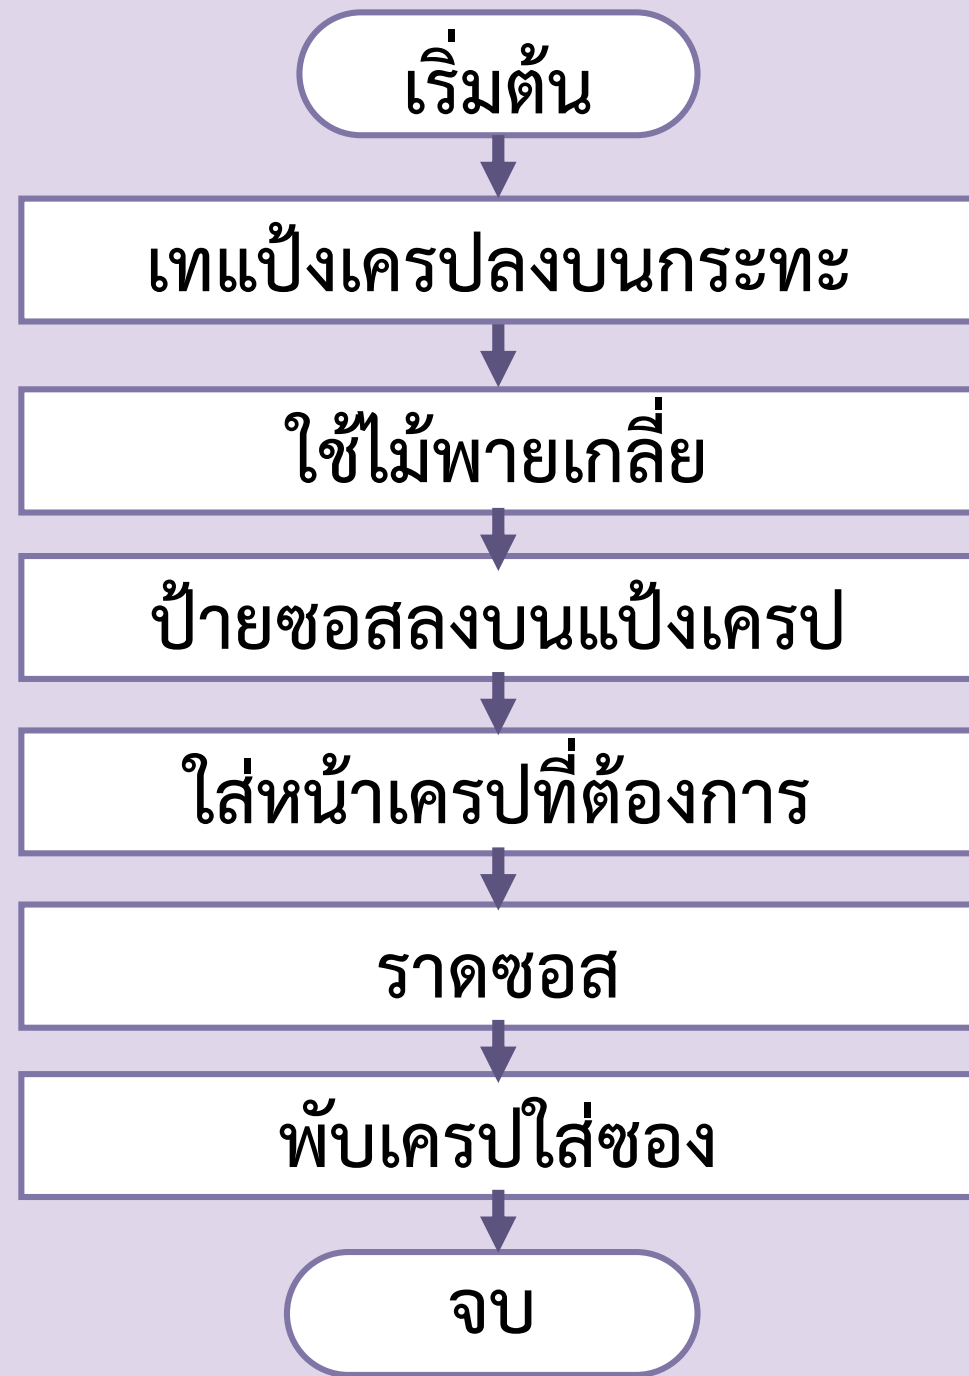 เริ่มต้น
เทแป้งเครปลงบนกระทะ
ใช้ไม้พายเกลี่ย
ป้ายซอสลงบนแป้งเครป
ใส่หน้าเครปที่ต้องการ
ราดซอส
พับเครปใส่ซอง
จบ